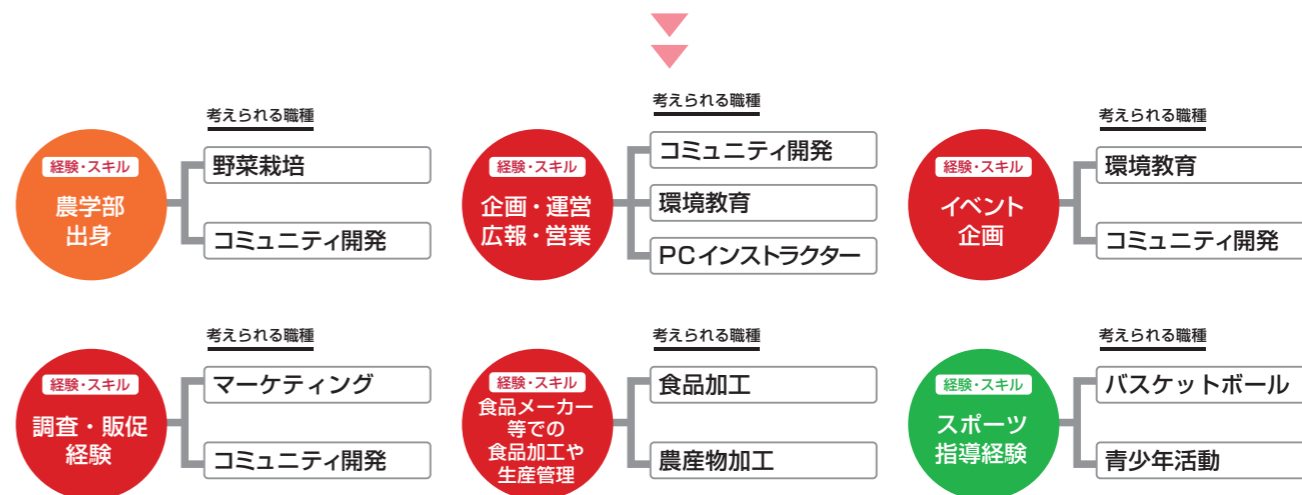 考えられる職種
経験・スキル
農学部
出身
野菜栽培
コミュニティ開発
考えられる職種
経験・スキル
企画・運営
広報・営業
コミュニティ開発
環境教育
PCインストラクター
考えられる職種
経験・スキル
イベント
企画
環境教育
コミュニティ開発
考えられる職種
経験・スキル
調査・販促
経験
マーケティング
コミュニティ開発
考えられる職種
経験・スキル
食品メーカー
等での
食品加工や
生産管理
食品加工
農産物加工
考えられる職種
経験・スキル
スポーツ
指導経験
バスケットボール
青少年活動